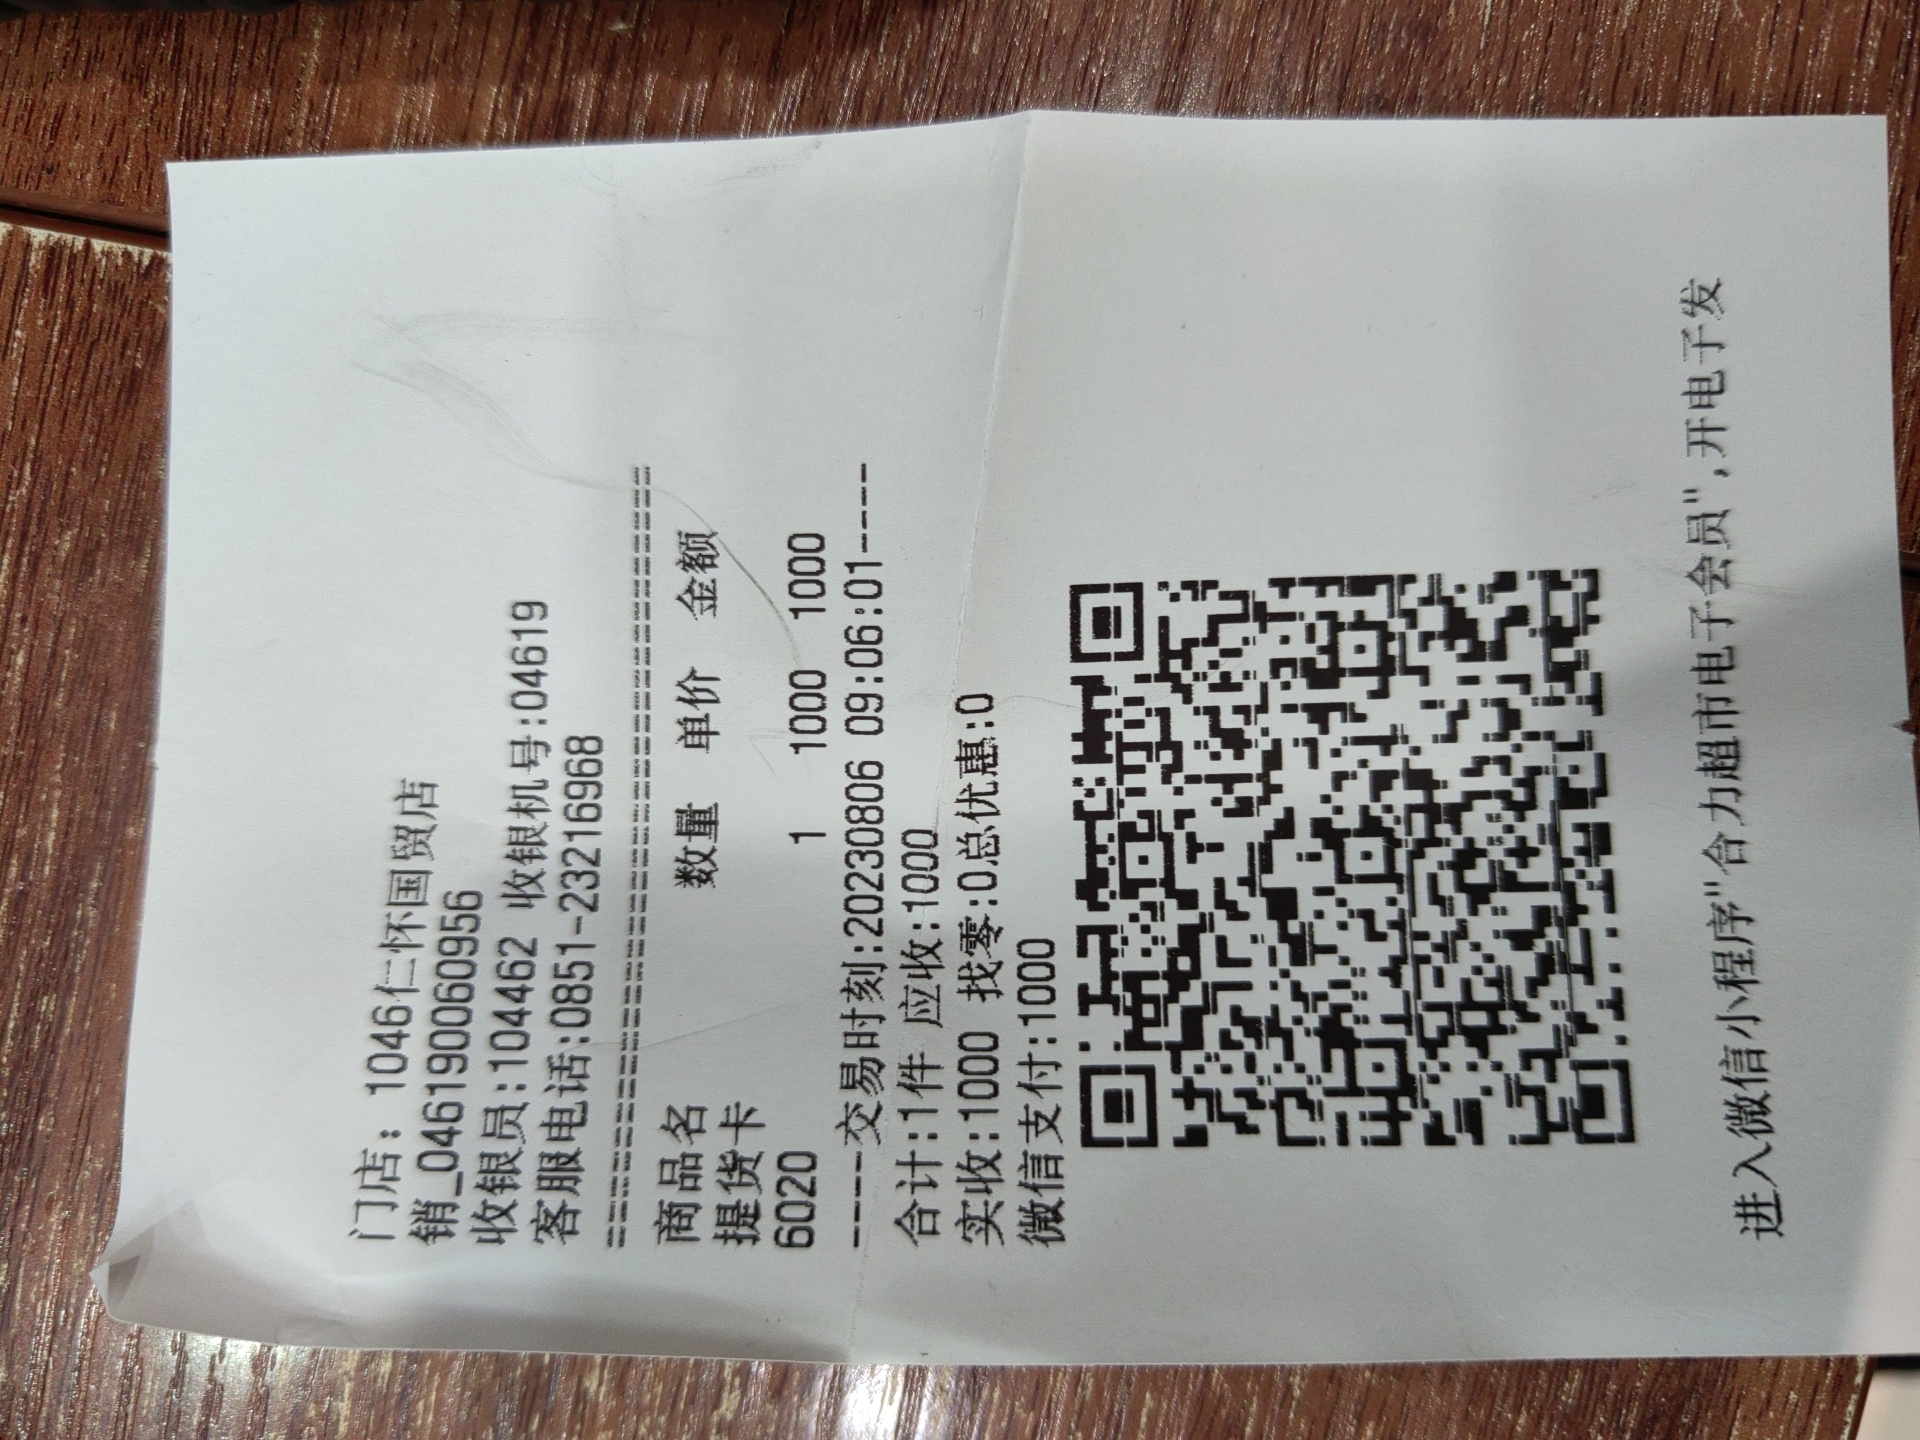 门店: 1046仁怀国贸店
销_046190060956
收银员:104462 收银机号:04619
客服电话:0851-23216968
商品名 数量 单价 金额
提货卡
6020 1 1000 1000
----交易时刻:20230806 09:06:01----
合计:1件 应收:1000
实收:1000 找零:0总优惠:0
微信支付:1000
进入微信小程序"合力超市电子会员",开电子发